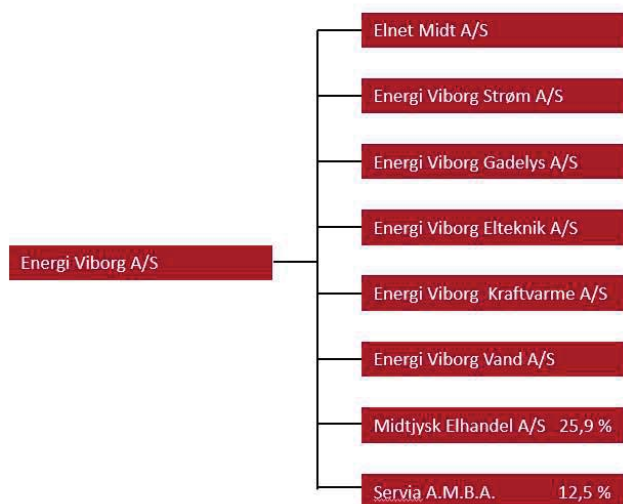 Elnet Midt A/S
Energi Viborg Strøm A/S
Energi Viborg Gadelys A/S
Energi Viborg Elteknik A/S
Energi Viborg A/S
Energi Viborg Kraftvarme A/S
Energi Viborg Vand A/S
Midtjysk Elhandel A/S 25,9 %
Servia A.M.B.A. 12,5 %